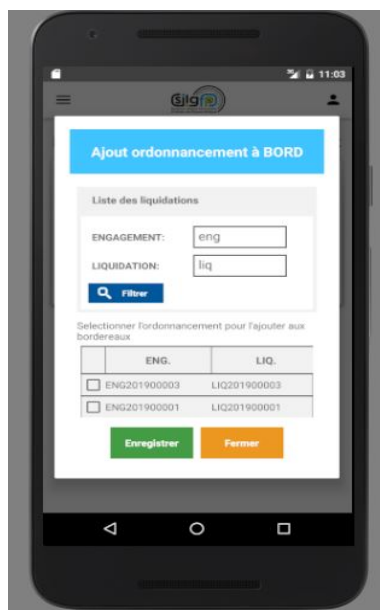 11:03
Sjlg
Ajout ordonnancement à BORD
Liste des liquidations
ENGAGEMENT: eng
LIQUIDATION: liq
Filtrer
Selectionner l'ordonnancement pour l'ajouter aux
bordereaux
ENG. LIQ.
ENG201900003 LIQ201900003
ENG201900001 LIQ201900001
Enregistrer Fermer